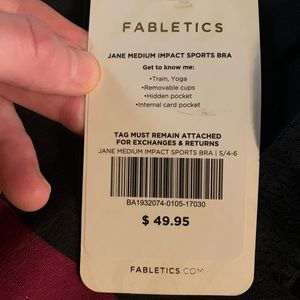 FABLETICS
JANE MEDIUM IMPACT SPORTS BRA
Get to know me:
•Train, Yoga
•Removable cups
•Hidden pocket
•Internal card pocket
TAG MUST REMAIN ATTACHED
FOR EXCHANGES & RETURNS
JANE MEDIUM IMPACT SPORTS BRA | S/4-6
BA1932074-0105-17030
$ 49.95
FABLETICS.COM